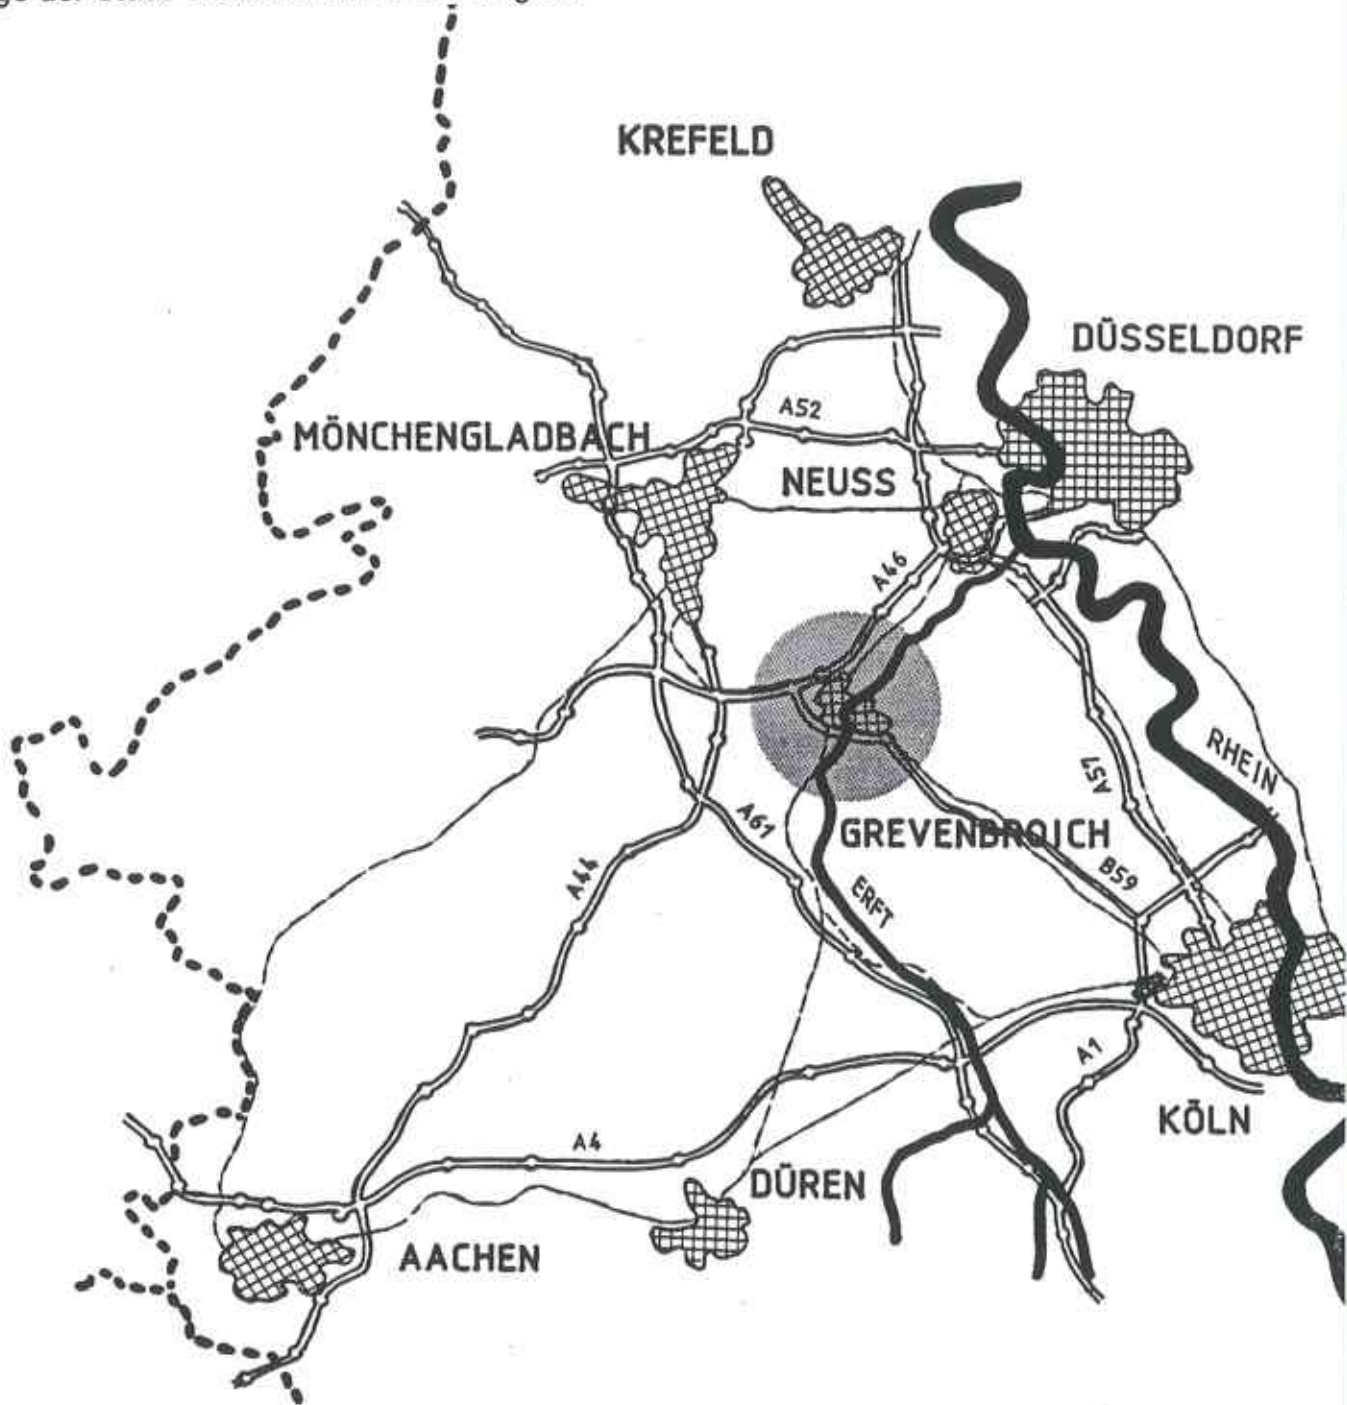 KREFELD
DÜSSELDORF
A52
MÖNCHENGLADBACH
NEUSS
A46
RHEIN
A57
A61
GREVENBROICH
B59
A44
ERFT
A1
KÖLN
A4
DÜREN
AACHEN